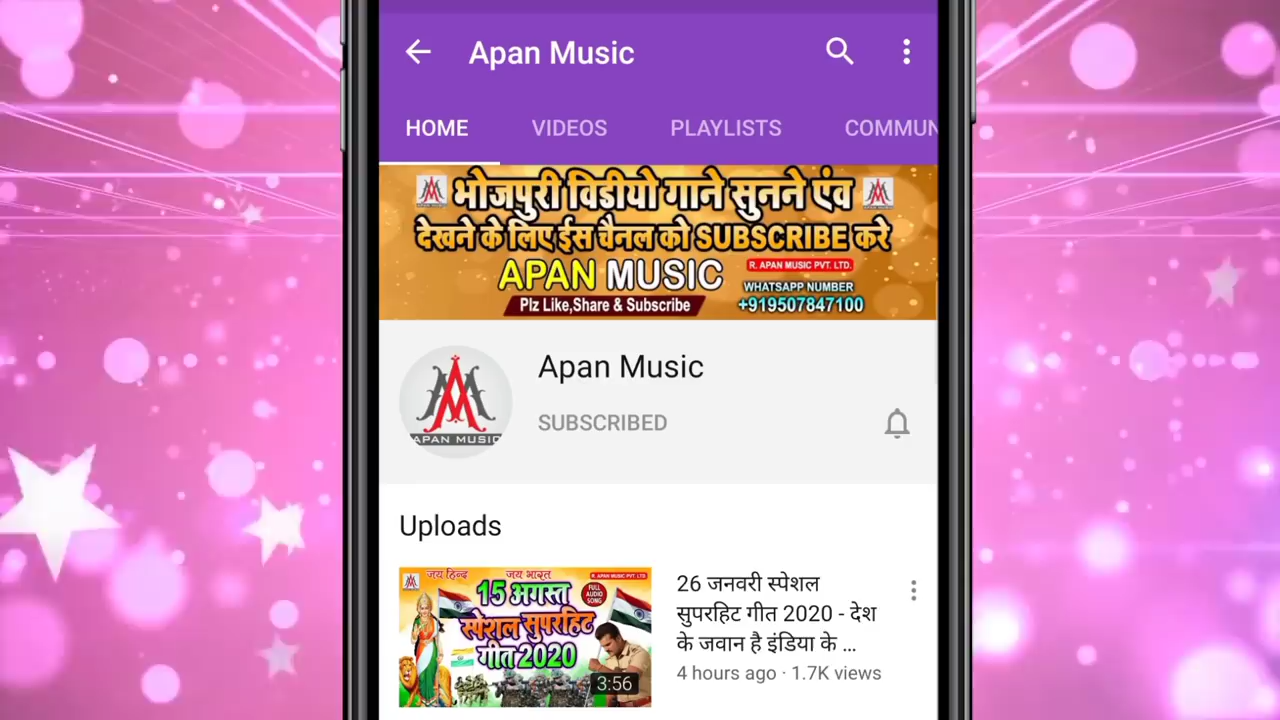 Apan Music
HOME VIDEOS PLAYLISTS COMMUN
भोजपुरी विडीयो गाने सुनने एंव
देखने के लिए ईस चैनल को SUBSCRIBE करे
APAN MUSIC
R. APAN MUSIC PVT. LTD.
Plz Like,Share & Subscribe
WHATSAPP NUMBER
+919507847100
APAN MUSIC
Apan Music
SUBSCRIBED
Uploads
जय हिन्द जय भारत
R. APAN MUSIC PVT. LTD
15 अगस्त
FULL
AUDIO
SONG
स्पेशल सुपरहिट
गीत 2020
3:56
26 जनवरी स्पेशल
सुपरहिट गीत 2020 - देश
के जवान है इंडिया के ...
4 hours ago · 1.7K views